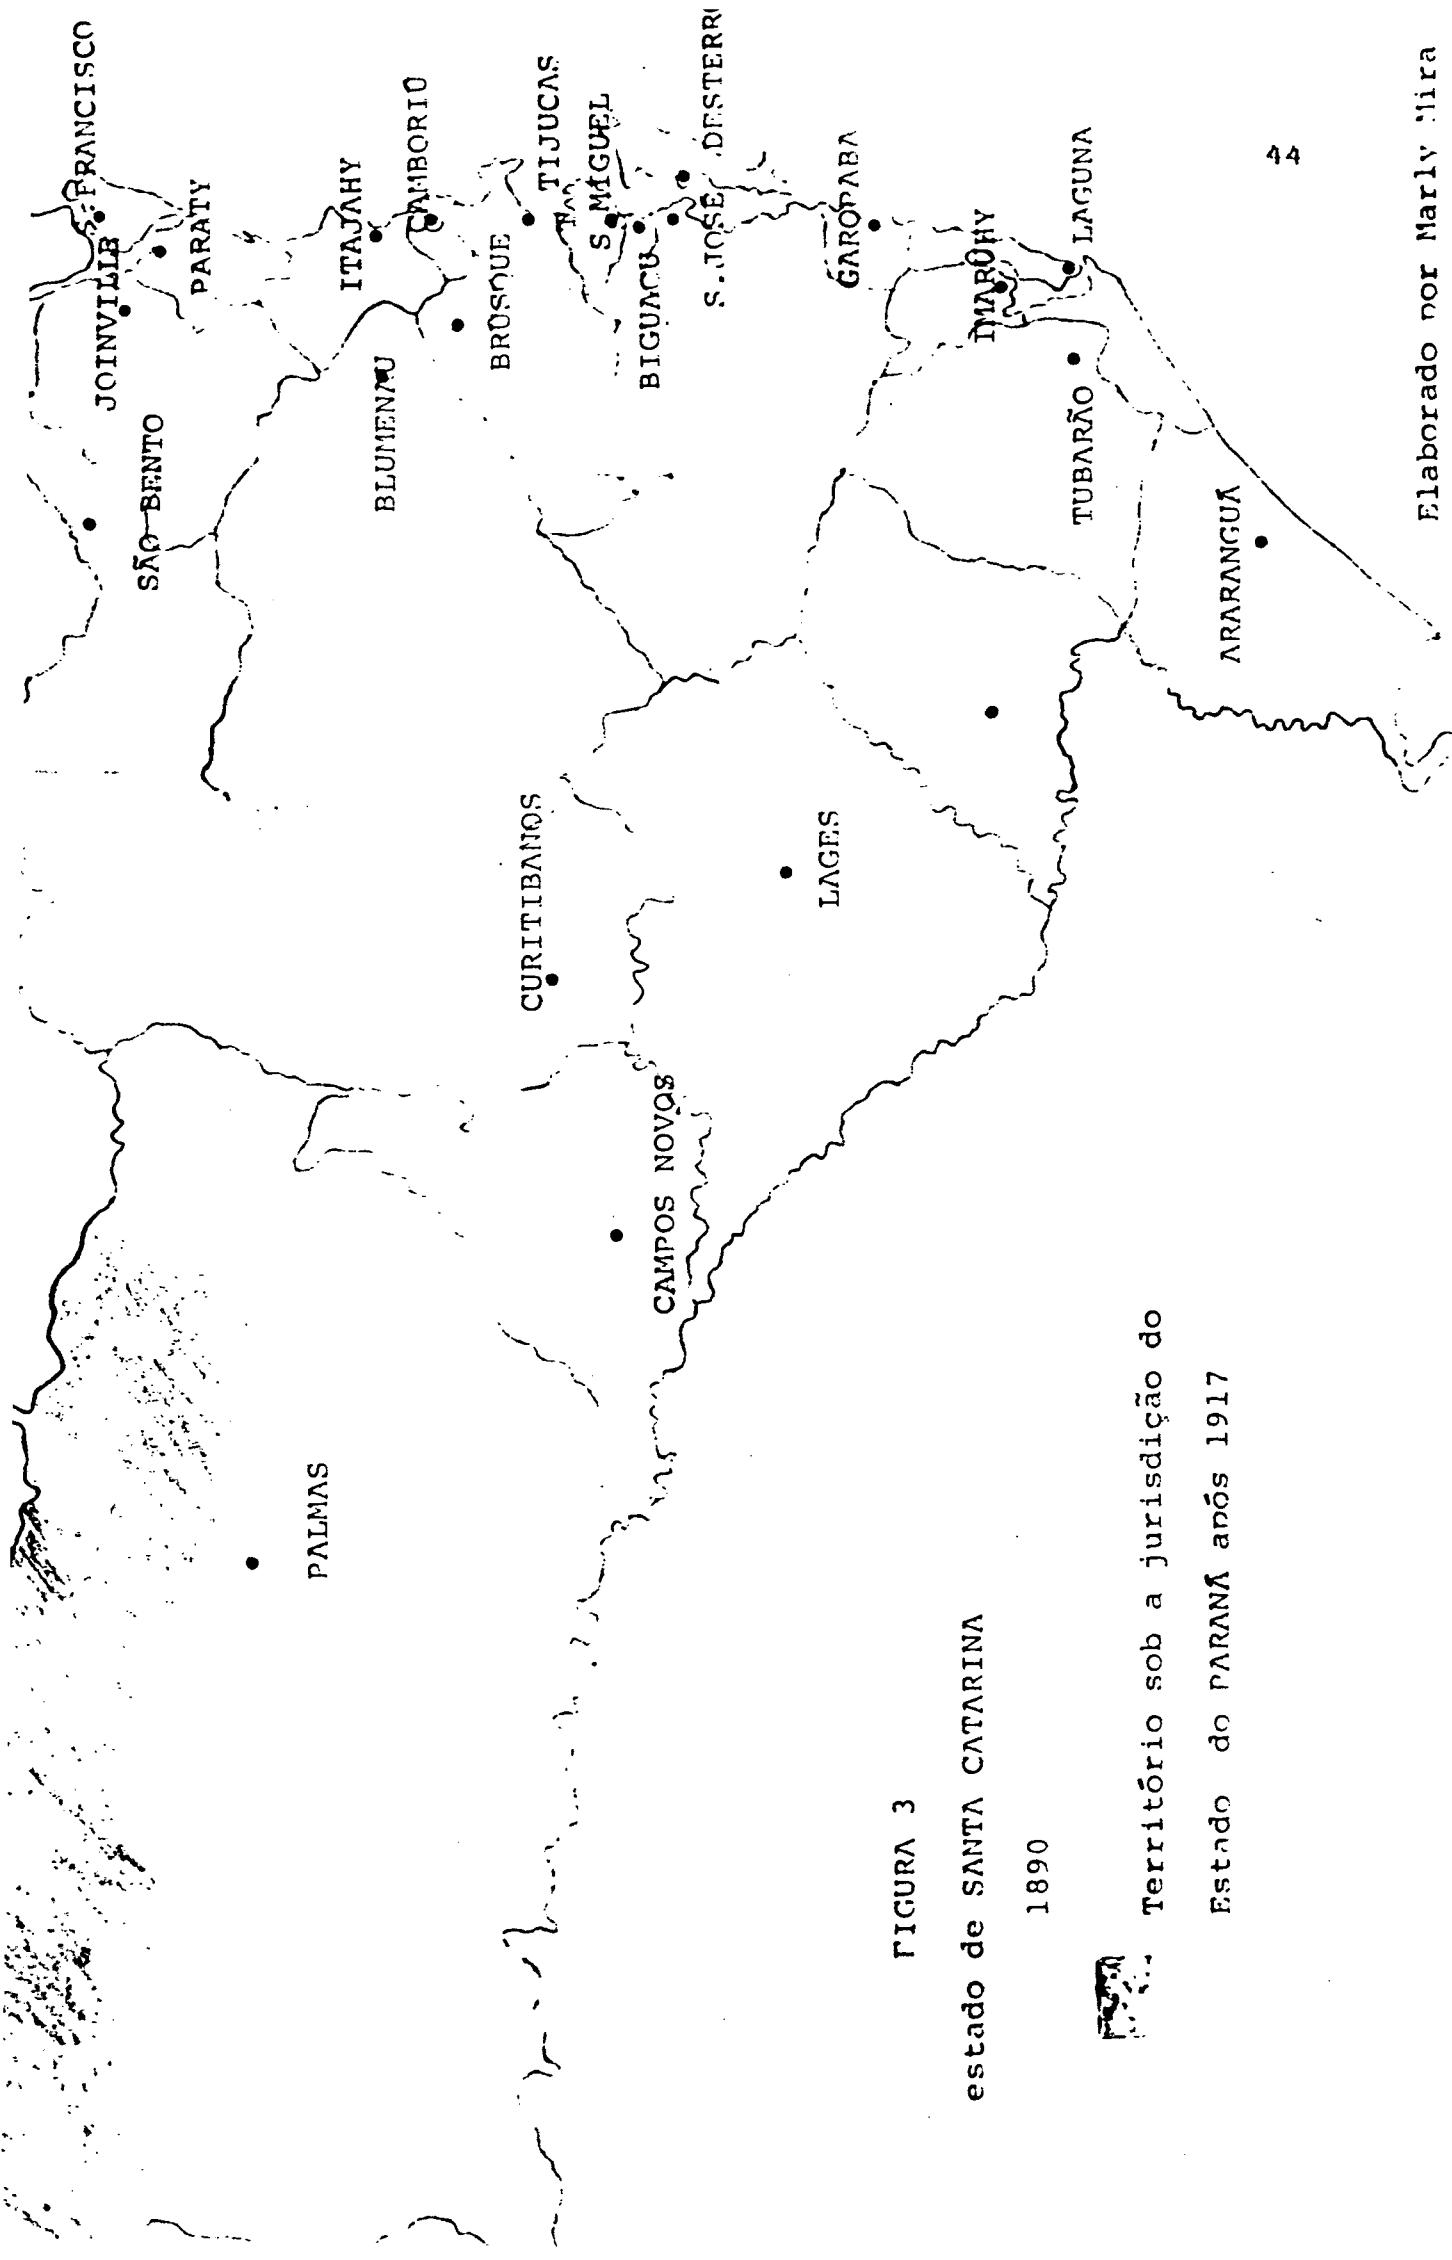 S. FRANCISCO
JOINVILLE
PARATY
SÃO BENTO
ITAJAHY
CAMBORIU
BLUMENAU
BRUSQUE
TIJUCAS
S. MIGUEL
BIGUAÇU
DESTERRO
S.JOSÉ
GAROPABA
IMARUHY
LAGUNA
TUBARÃO
ARARANGUÁ
CURITIBANOS
LAGES
CAMPOS NOVOS
PALMAS
FIGURA 3
estado de SANTA CATARINA
1890
Território sob a jurisdição do
Estado do PARANÁ após 1917
44
Elaborado por Marly Mira